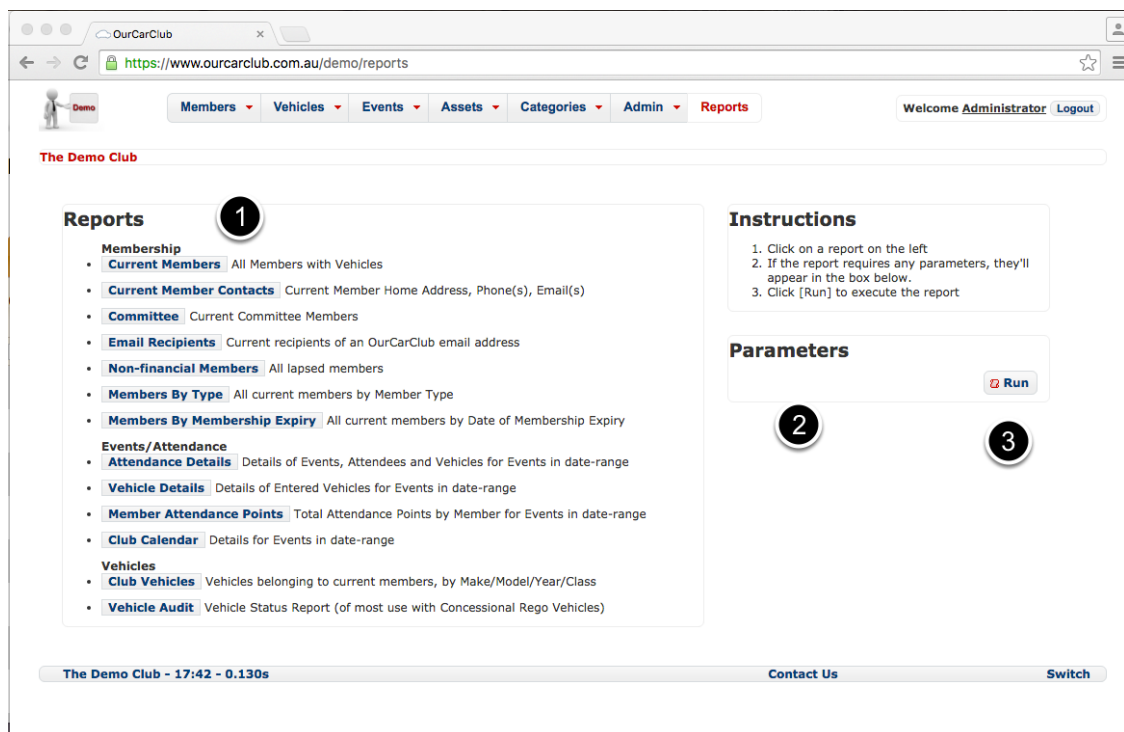 OurCarClub
https://www.ourcarclub.com.au/demo/reports
Demo
Members Vehicles Events Assets Categories Admin Reports
Welcome Administrator Logout
The Demo Club
Reports
1
Membership
Current Members All Members with Vehicles
Current Member Contacts Current Member Home Address, Phone(s), Email(s)
Committee Current Committee Members
Email Recipients Current recipients of an OurCarClub email address
Non-financial Members All lapsed members
Members By Type All current members by Member Type
Members By Membership Expiry All current members by Date of Membership Expiry
Events/Attendance
Attendance Details Details of Events, Attendees and Vehicles for Events in date-range
Vehicle Details Details of Entered Vehicles for Events in date-range
Member Attendance Points Total Attendance Points by Member for Events in date-range
Club Calendar Details for Events in date-range
Vehicles
Club Vehicles Vehicles belonging to current members, by Make/Model/Year/Class
Vehicle Audit Vehicle Status Report (of most use with Concessional Rego Vehicles)
Instructions
1. Click on a report on the left
2. If the report requires any parameters, they'll
appear in the box below.
3. Click [Run] to execute the report
Parameters
Run
2
3
The Demo Club - 17:42 - 0.130s
Contact Us
Switch